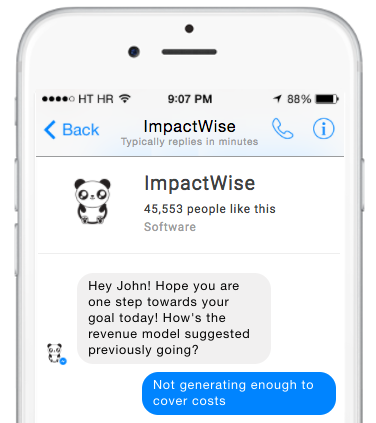 ●●●●○ HT HR 9:07 PM 88%
Back ImpactWise
Typically replies in minutes
ImpactWise
45,553 people like this
Software
Hey John! Hope you are
one step towards your
goal today! How's the
revenue model suggested
previously going?
Not generating enough to
cover costs